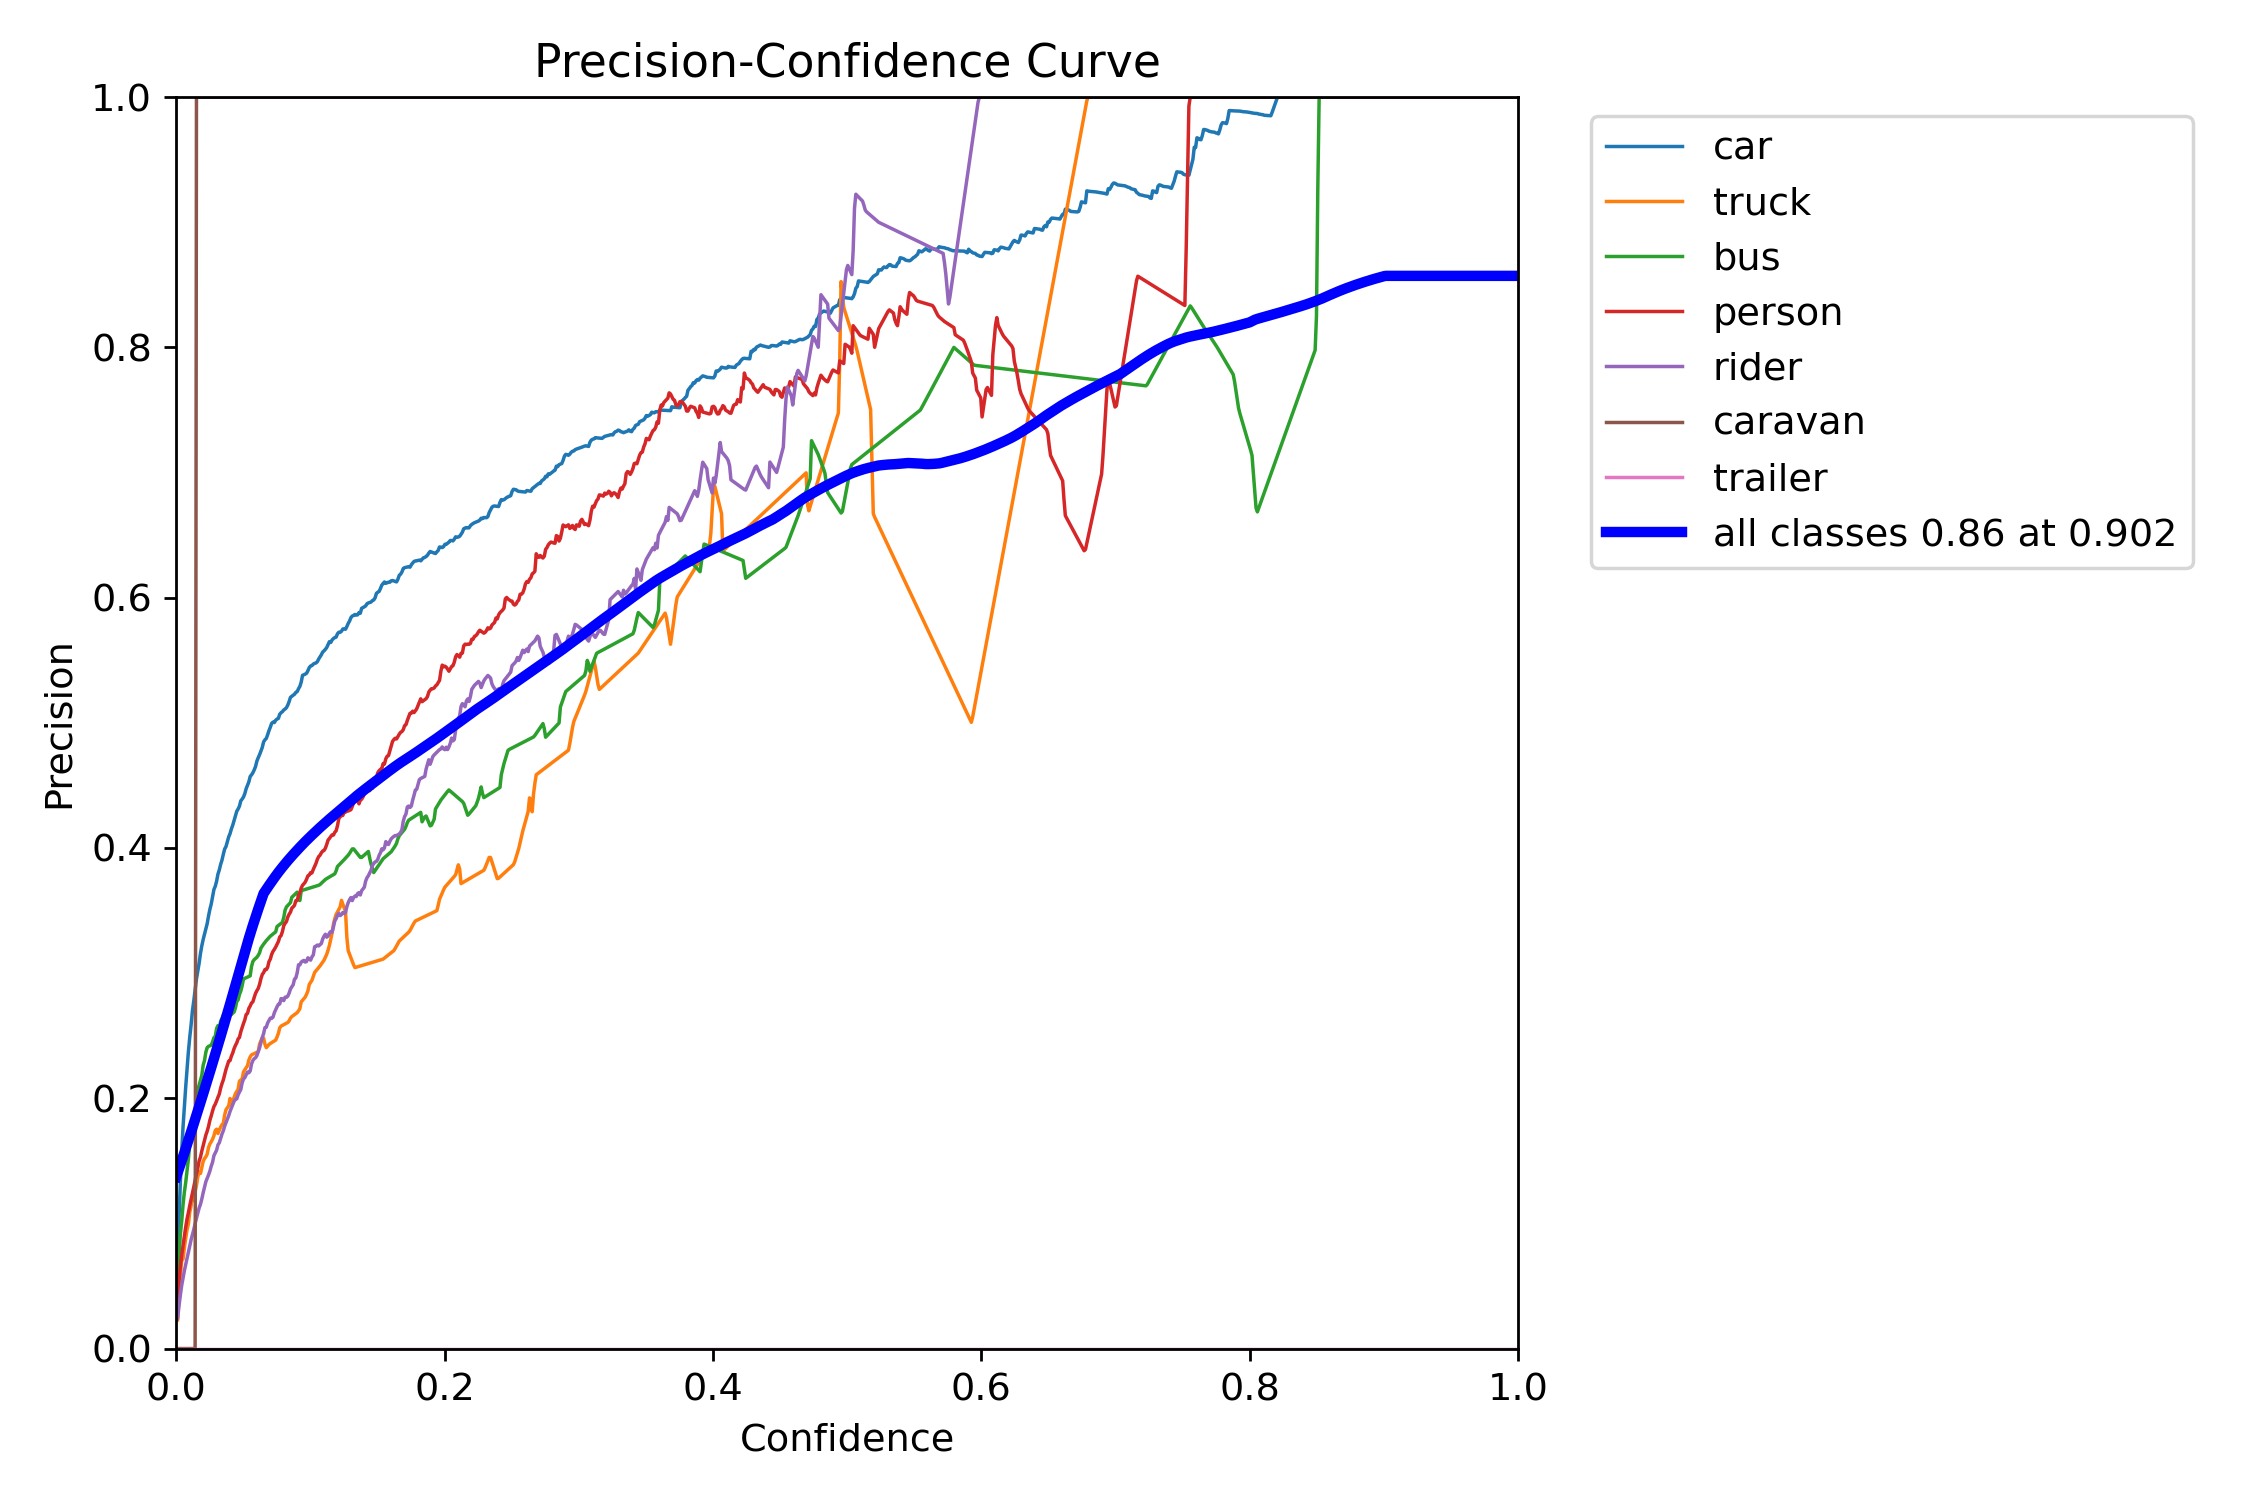 Precision-Confidence Curve
1.0
0.8
0.6
0.4
0.2
0.0
Precision
0.0 0.2 0.4 0.6 0.8 1.0
Confidence
car
truck
bus
person
rider
caravan
trailer
all classes 0.86 at 0.902